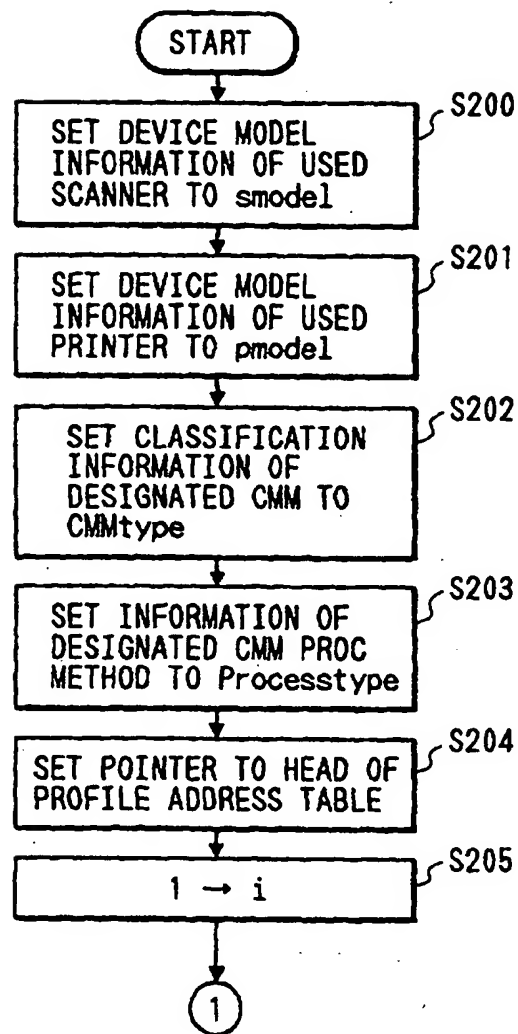 START
S200
SET DEVICE MODEL
INFORMATION OF USED
SCANNER TO smodel
S201
SET DEVICE MODEL
INFORMATION OF USED
PRINTER TO pmodel
S202
SET CLASSIFICATION
INFORMATION OF
DESIGNATED CMM TO
CMMtype
S203
SET INFORMATION OF
DESIGNATED CMM PROC
METHOD TO Processtype
S204
SET POINTER TO HEAD OF
PROFILE ADDRESS TABLE
S205
1 → i
1